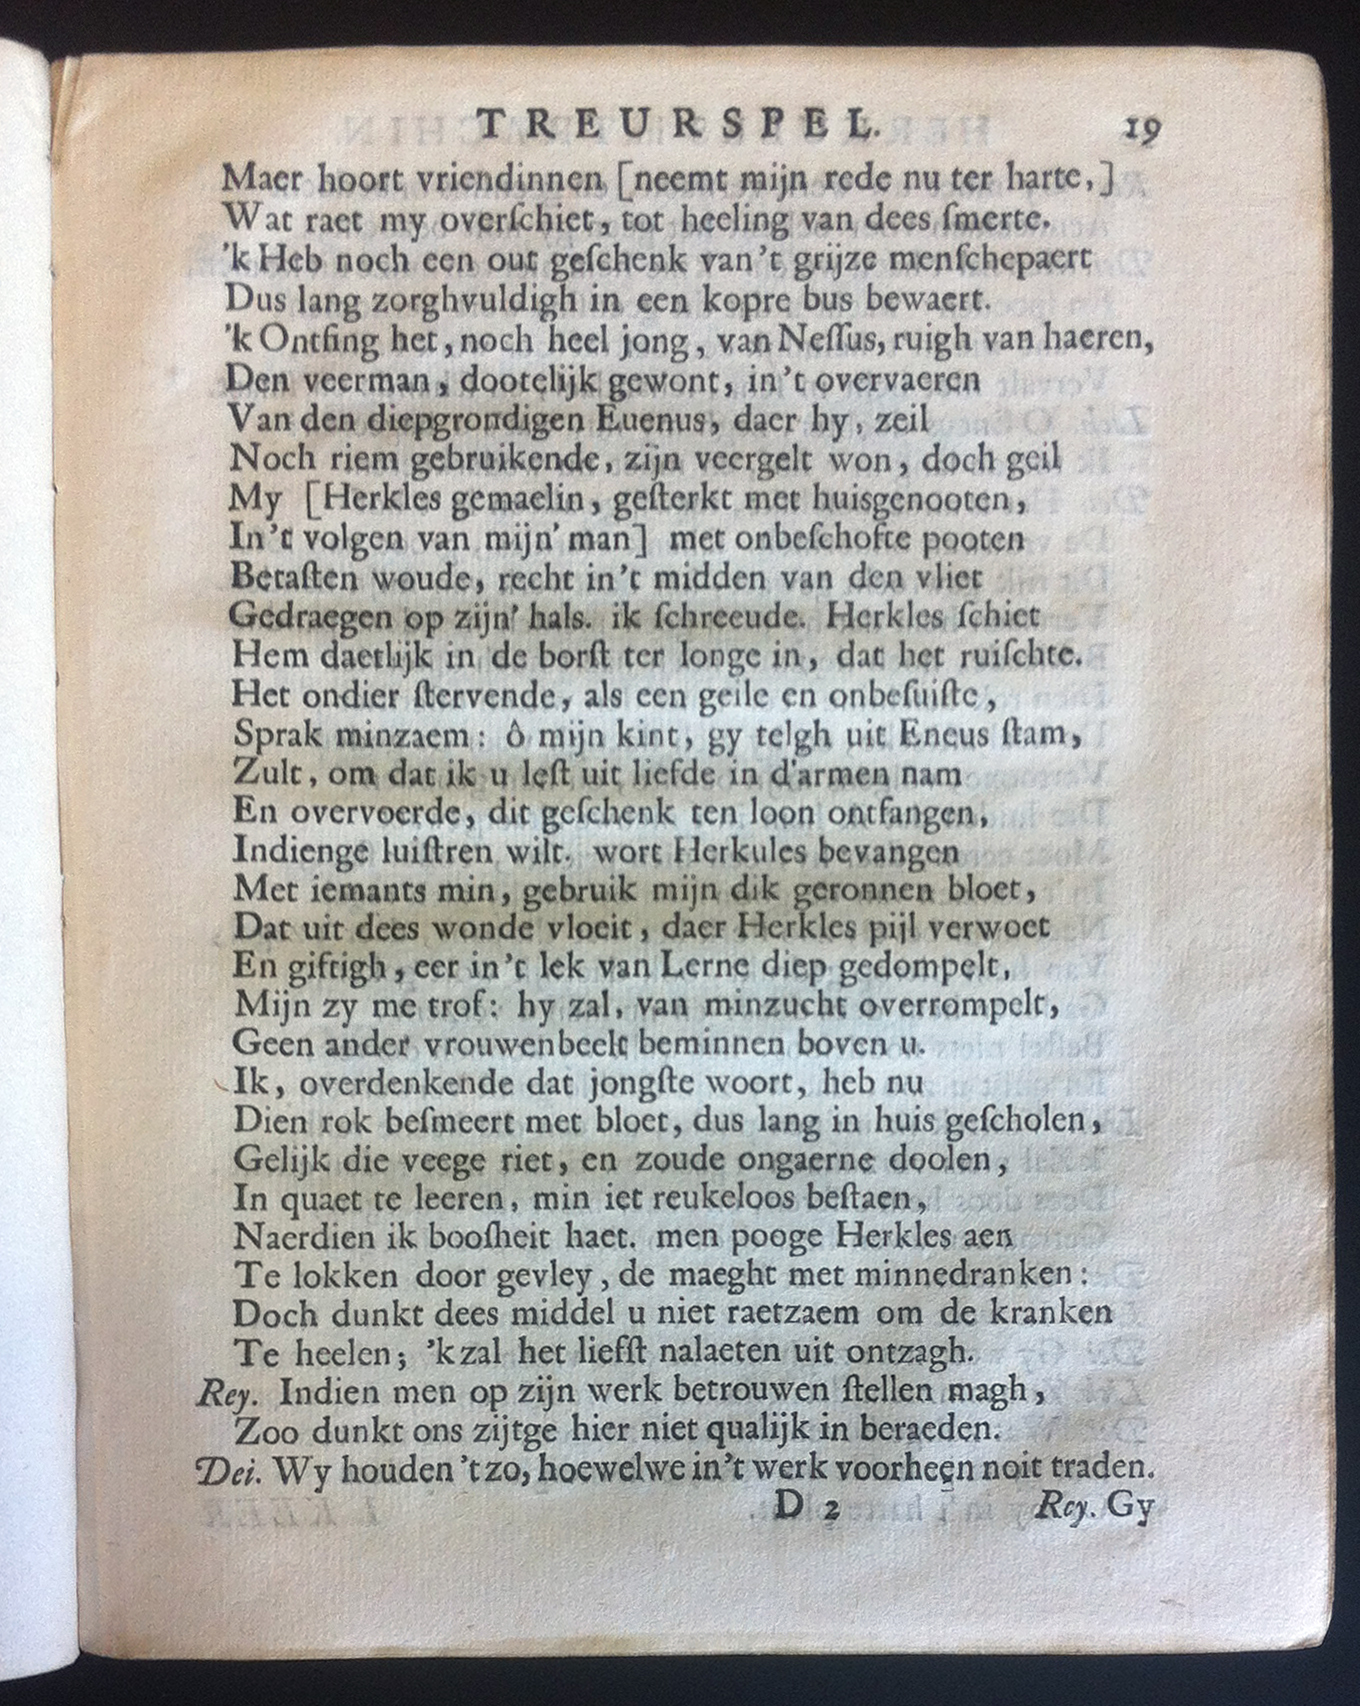 TREURSPEL. 19
Maer hoort vriendinnen [neemt mijn rede nu ter harte,]
Wat raet my overſchiet, tot heeling van dees ſmerte.
'k Heb noch een out geſchenk van't grijze menſchepaert
Dus lang zorghvuldigh in een kopre bus bewaert.
'k Ontfing het, noch heel jong, van Neſſus, ruigh van haeren,
Den veerman, dootelijk gewont, in't overvaeren
Van den diepgrondigen Euenus, daer hy, zeil
Noch riem gebruikende, zijn veergelt won, doch geil
My [Herkles gemaelin, geſterkt met huisgenooten,
In't volgen van mijn' man] met onbeſchofte pooten
Betaſten woude, recht in't midden van den vliet
Gedraegen op zijn' hals. ik ſchreeude. Herkles ſchiet
Hem daetlijk in de borſt ter longe in, dat het ruiſchte.
Het ondier ſtervende, als een geile en onbeſuiſte,
Sprak minzaem: ô mijn kint, gy telgh uit Eneus ſtam,
Zult, om dat ik u leſt uit liefde in d'armen nam
En overvoerde, dit geſchenk ten loon ontfangen,
Indienge luiſtren wilt. wort Herkules bevangen
Met iemants min, gebruik mijn dik geronnen bloet,
Dat uit dees wonde vloeit, daer Herkles pijl verwoet
En giftigh, eer in't lek van Lerne diep gedompelt,
Mijn zy me trof: hy zal, van minzucht overrompelt,
Geen ander vrouwenbeelt beminnen boven u.
Ik, overdenkende dat jongſte woort, heb nu
Dien rok beſmeert met bloet, dus lang in huis geſcholen,
Gelijk die veege riet, en zoude ongaerne doolen,
In quaet te leeren, min iet reukeloos beſtaen,
Naerdien ik booſheit haet. men pooge Herkles aen
Te lokken door gevley, de maeght met minnedranken:
Doch dunkt dees middel u niet raetzaem om de kranken
Te heelen; 'k zal het liefſt nalaeten uit ontzagh.
Rey. Indien men op zijn werk betrouwen ſtellen magh,
Zoo dunkt ons zijtge hier niet qualijk in beraeden.
Dei. Wy houden 't zo, hoewelwe in't werk voorheen noit traden.
D 2 Rey. Gy